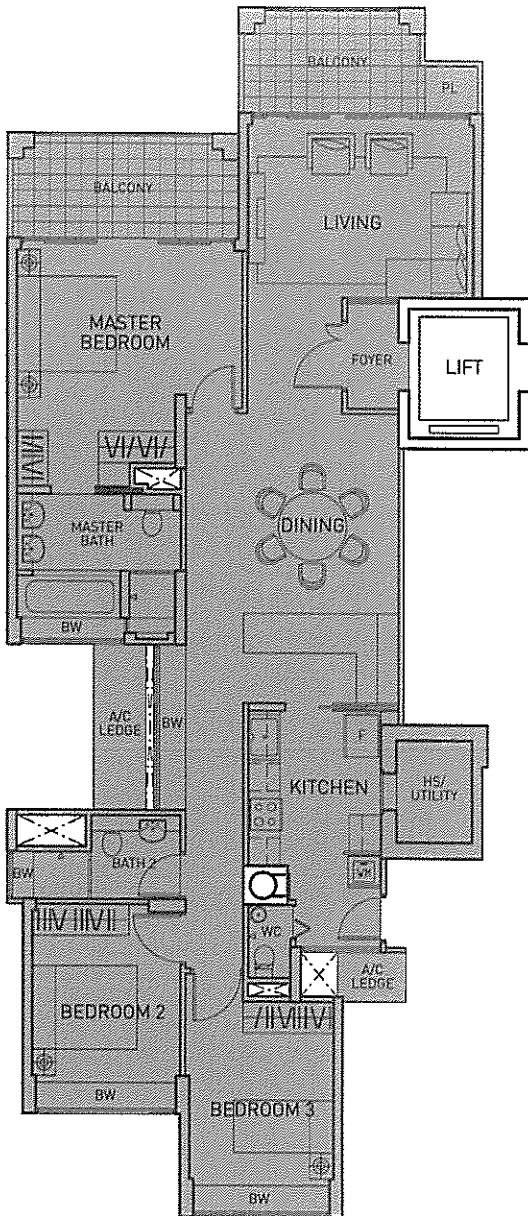 BALCONY
PL
BALCONY
LIVING
MASTER
BEDROOM
FOYER
LIFT
MASTER
BATH
DINING
BW
A/C
LEDGE
BW
F
KITCHEN
HS/
UTILITY
BW
BATH 2
WM
WC
A/C
LEDGE
BEDROOM 2
BW
BEDROOM 3
BW